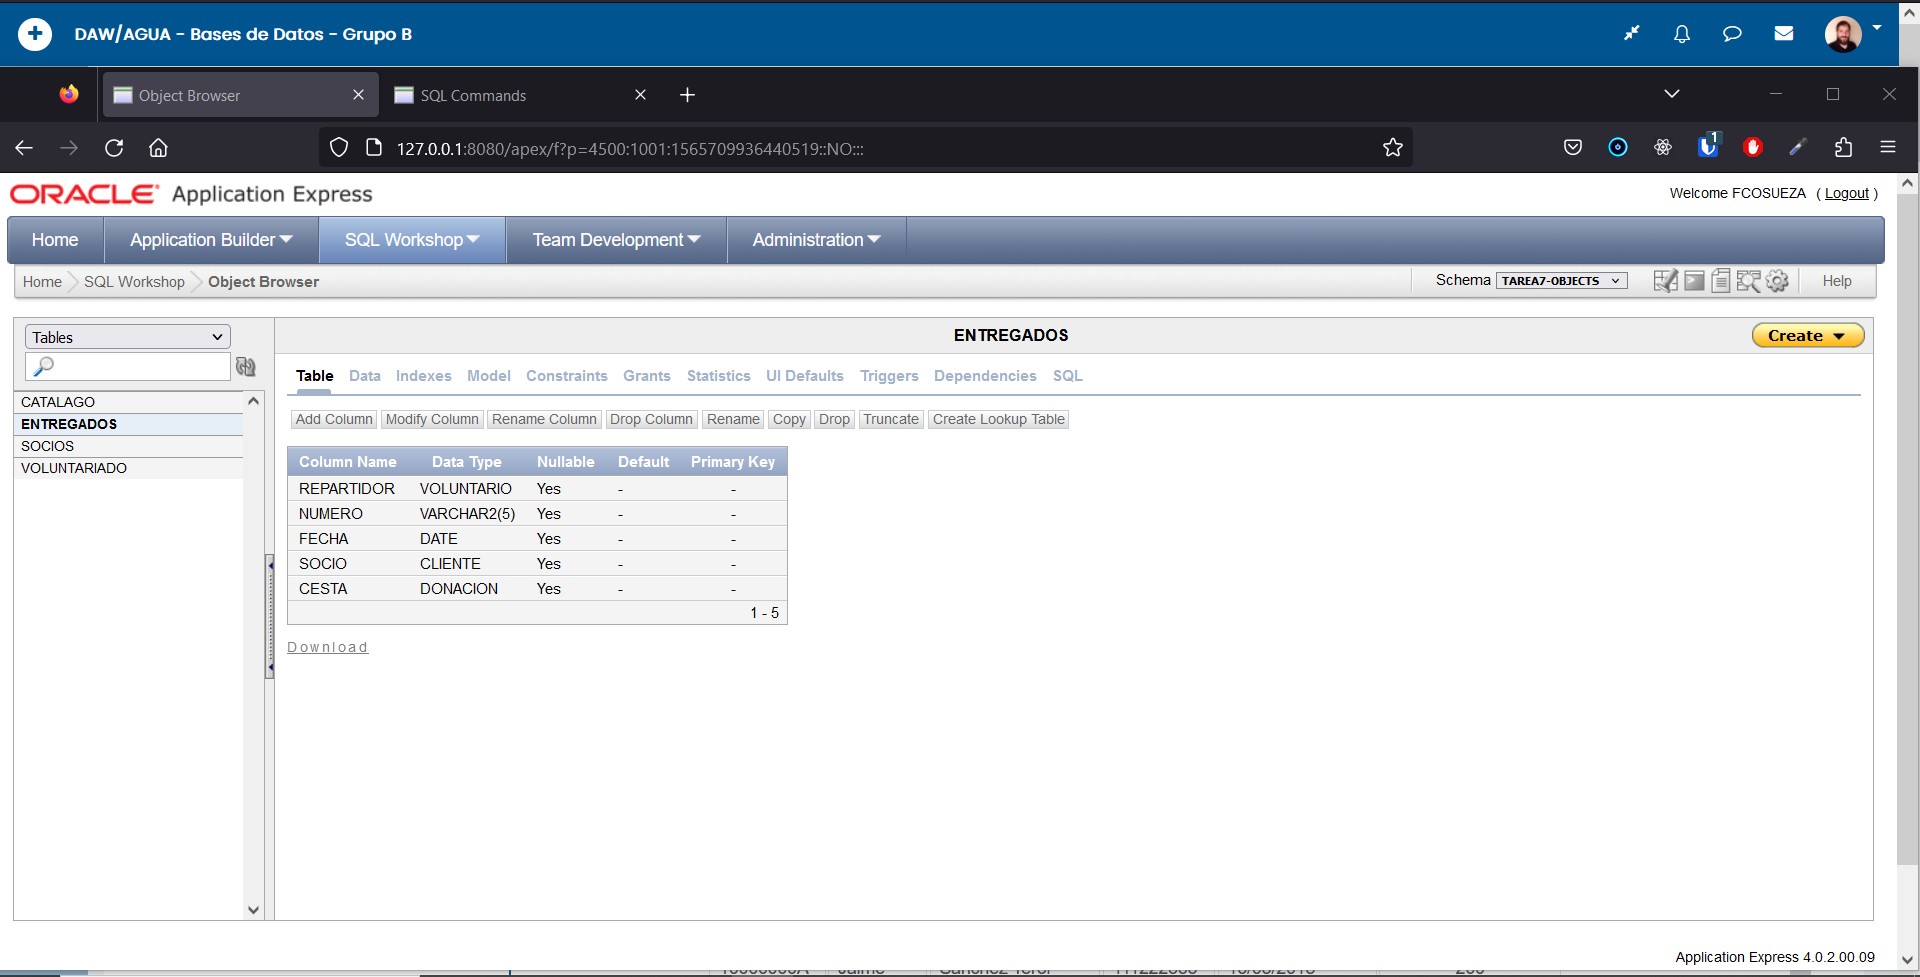 DAW/AGUA - Bases de Datos - Grupo B
Object Browser
SQL Commands
127.0.0.1:8080/apex/f?p=4500:1001:1565709936440519::NO:::
1
ORACLE Application Express
Welcome FCOSUEZA ( Logout )
Home
Application Builder
SQL Workshop
Team Development
Administration
Home SQL Workshop Object Browser
Schema TAREA7-OBJECTS
Help
Tables
ENTREGADOS
Create
Table Data Indexes Model Constraints Grants Statistics UI Defaults Triggers Dependencies SQL
CATALAGO
ENTREGADOS
SOCIOS
VOLUNTARIADO
Add Column Modify Column Rename Column Drop Column Rename Copy Drop Truncate Create Lookup Table
Column Name Data Type Nullable Default Primary Key
REPARTIDOR VOLUNTARIO Yes - -
NUMERO VARCHAR2(5) Yes - -
FECHA DATE Yes - -
SOCIO CLIENTE Yes - -
CESTA DONACION Yes - -
1 - 5
Download
Application Express 4.0.2.00.09